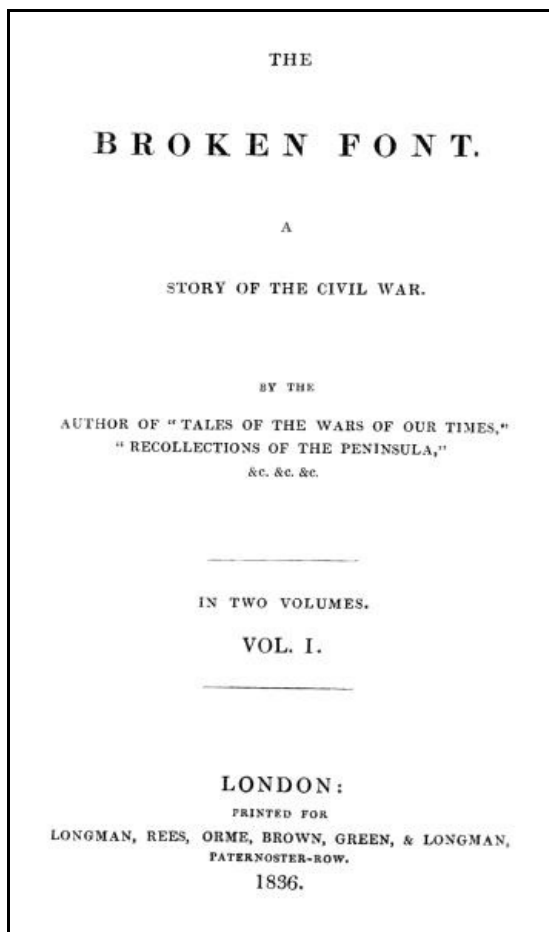 THE
BROKEN FONT.
A
STORY OF THE CIVIL WAR.
BY THE
AUTHOR OF "TALES OF THE WARS OF OUR TIMES,"
"RECOLLECTIONS OF THE PENINSULA,"
&c. &c. &c.
IN TWO VOLUMES.
VOL. I.
LONDON:
PRINTED FOR
LONGMAN, REES, ORME, BROWN, GREEN, & LONGMAN,
PATERNOSTER-ROW.
1836.